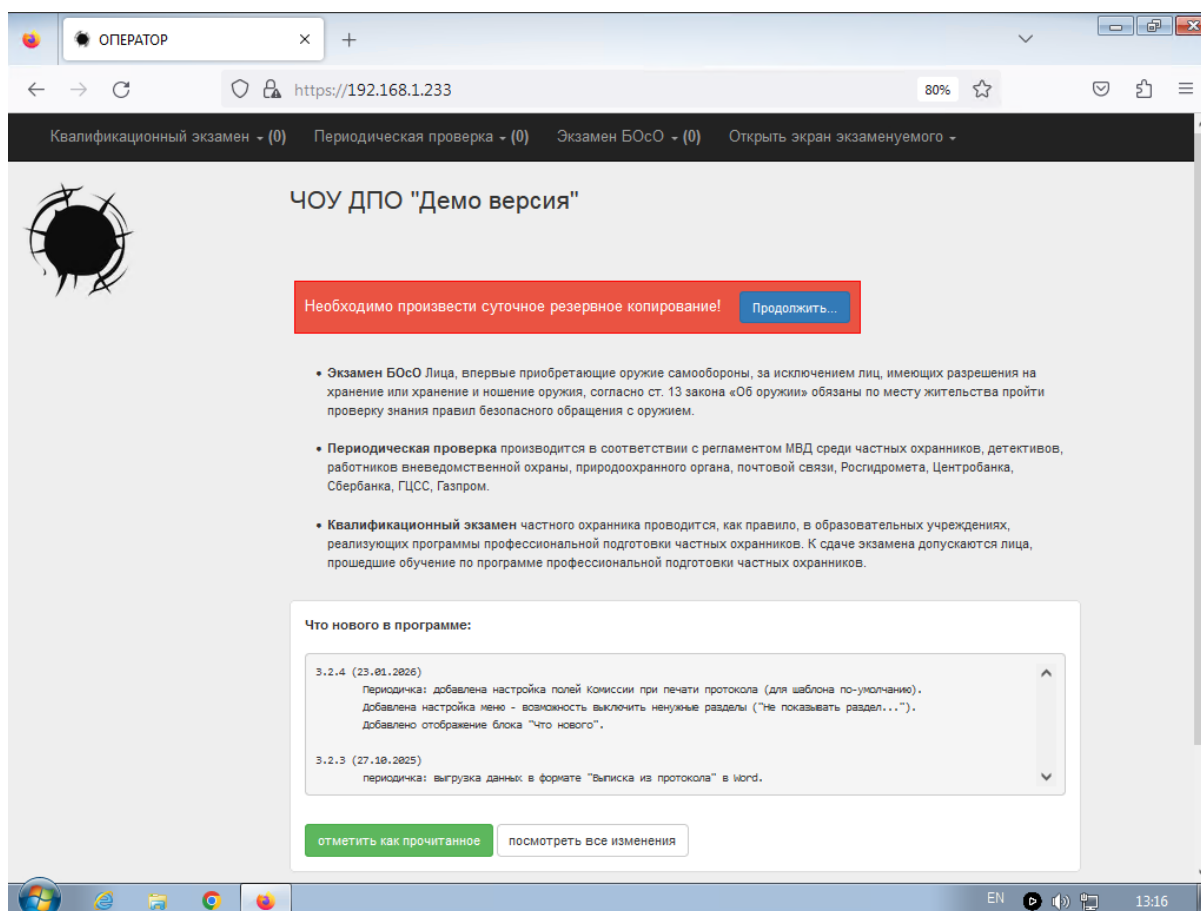 ОПЕРАТОР
https://192.168.1.233
80%
Квалификационный экзамен (0) Периодическая проверка (0) Экзамен БОсО (0) Открыть экран экзаменуемого
ЧОУ ДПО "Демо версия"
Необходимо произвести суточное резервное копирование! Продолжить...
• Экзамен БОсО Лица, впервые приобретающие оружие самообороны, за исключением лиц, имеющих разрешения на
хранение или хранение и ношение оружия, согласно ст. 13 закона «Об оружии» обязаны по месту жительства пройти
проверку знания правил безопасного обращения с оружием.
• Периодическая проверка производится в соответствии с регламентом МВД среди частных охранников, детективов,
работников вневедомственной охраны, природоохранного органа, почтовой связи, Росгидромета, Центробанка,
Сбербанка, ГЦСС, Газпром.
• Квалификационный экзамен частного охранника проводится, как правило, в образовательных учреждениях,
реализующих программы профессиональной подготовки частных охранников. К сдаче экзамена допускаются лица,
прошедшие обучение по программе профессиональной подготовки частных охранников.
Что нового в программе:
3.2.4 (23.01.2026)
Периодичка: добавлена настройка полей Комиссии при печати протокола (для шаблона по-умолчанию).
Добавлена настройка меню - возможность выключить ненужные разделы ("Не показывать раздел...").
Добавлено отображение блока "Что нового".
3.2.3 (27.10.2025)
периодичка: выгрузка данных в формате "Выписка из протокола" в Word.
отметить как прочитанное посмотреть все изменения
EN 13:16